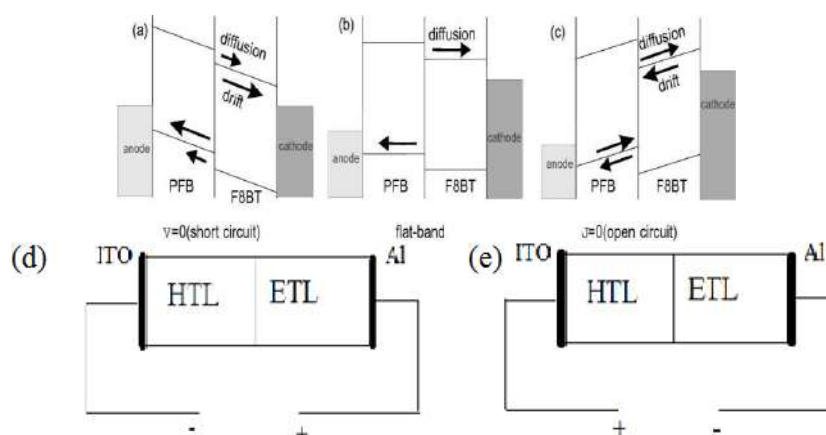 (a)
diffusion
drift
anode
cathode
PFB
F8BT
(b)
diffusion
anode
cathode
PFB
F8BT
(c)
diffusion
drift
anode
cathode
PFB
F8BT
V=0(short circuit)
flat-band
J=0(open circuit)
(d)
ITO
Al
HTL
ETL
-
+
(e)
ITO
Al
HTL
ETL
+
-